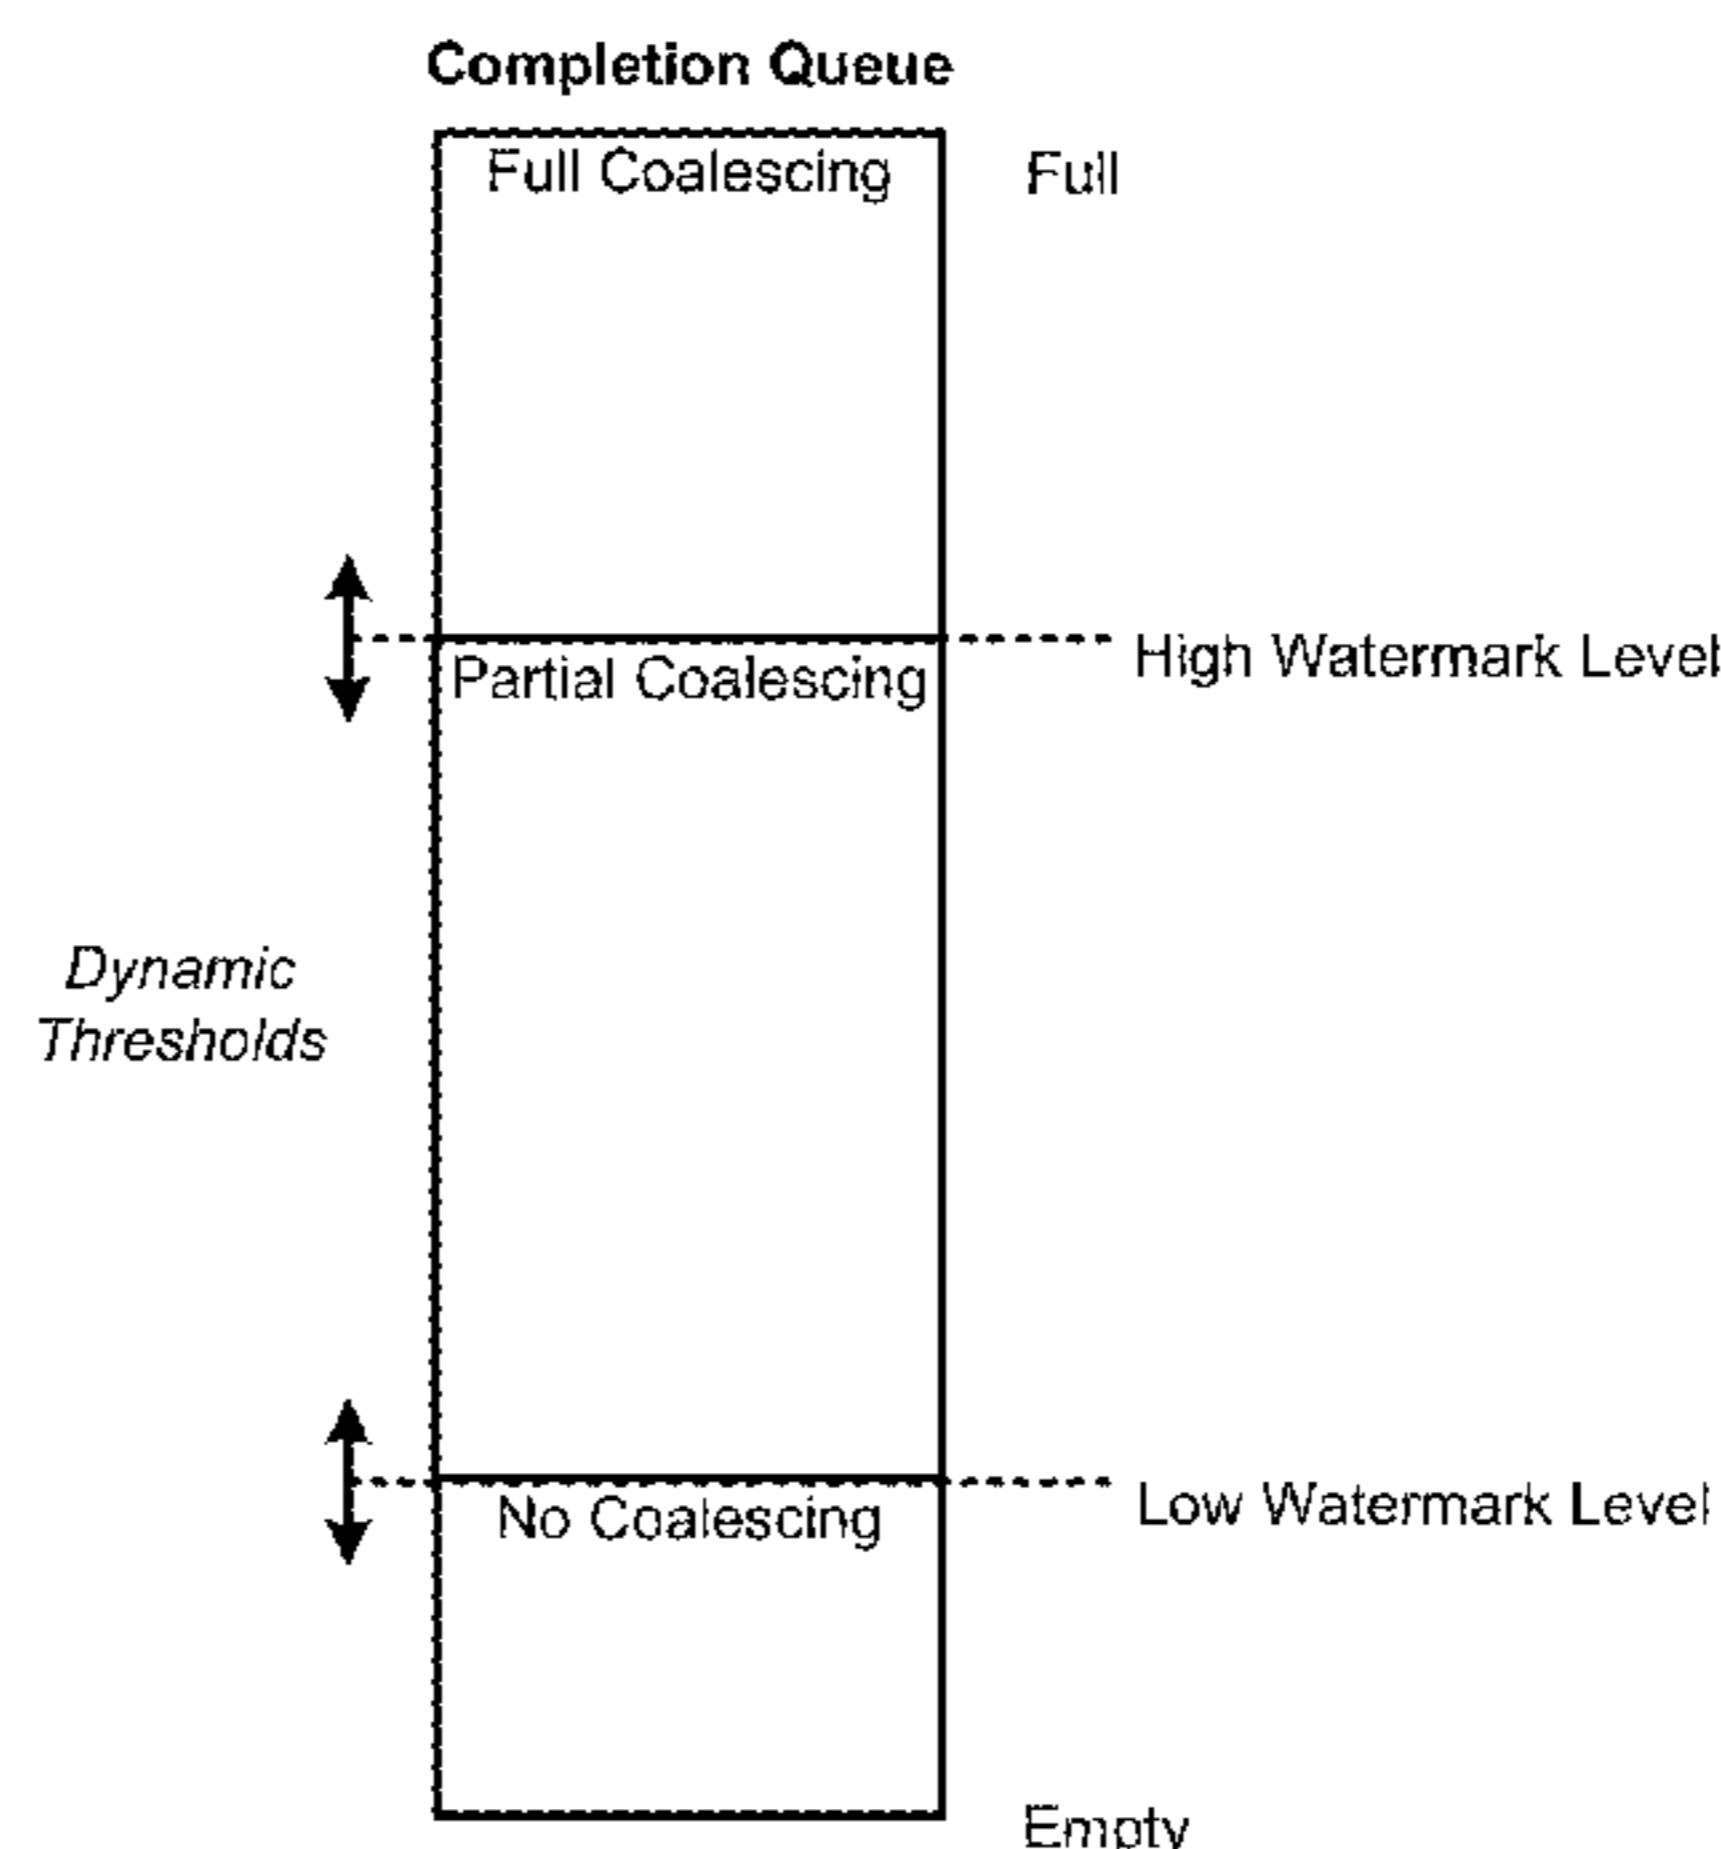 Completion Queue
Full Coalescing
Full
High Watermark Level
Partial Coalescing
Dynamic
Thresholds
Low Watermark Level
No Coalescing
Empty